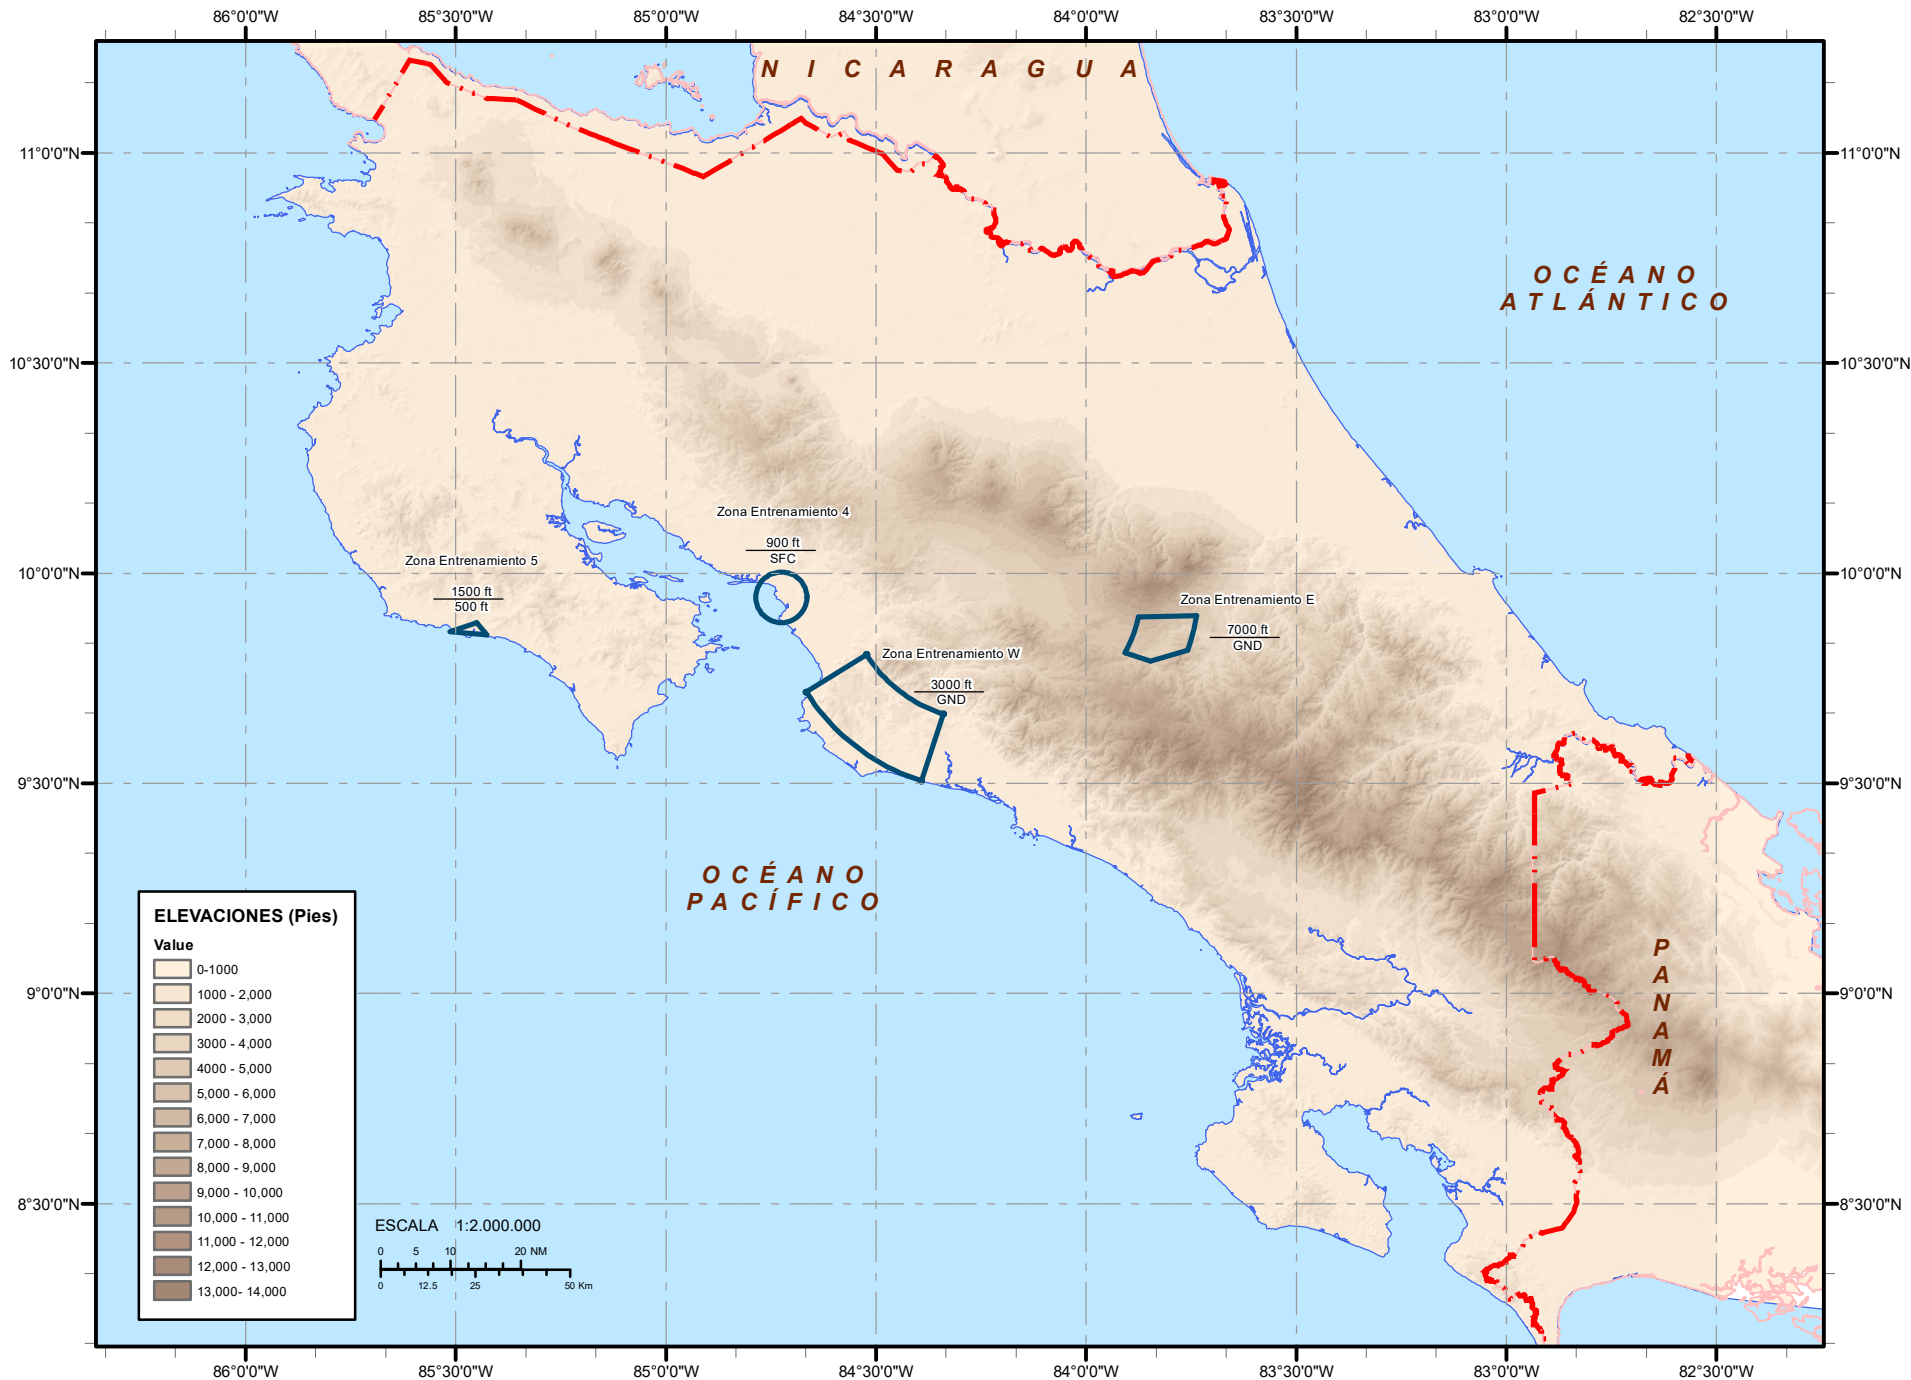 86°0'0"W
85°30'0"W
85°0'0"W
84°30'0"W
84°0'0"W
83°30'0"W
83°0'0"W
82°30'0"W
NICARAGUA
11°0'0"N
11°0'0"N
OCÉANO
ATLÁNTICO
10°30'0"N
10°30'0"N
Zona Entrenamiento 4
900 ft
SFC
Zona Entrenamiento 5
1500 ft
500 ft
10°0'0"N
10°0'0"N
Zona Entrenamiento E
7000 ft
GND
Zona Entrenamiento W
3000 ft
GND
9°30'0"N
9°30'0"N
OCÉANO
PACÍFICO
PANAMÁ
9°0'0"N
9°0'0"N
8°30'0"N
8°30'0"N
ELEVACIONES (Pies)
Value
0-1000
1000 - 2,000
2000 - 3,000
3000 - 4,000
4000 - 5,000
5,000 - 6,000
6,000 - 7,000
7,000 - 8,000
8,000 - 9,000
9,000 - 10,000
10,000 - 11,000
11,000 - 12,000
12,000 - 13,000
13,000- 14,000
ESCALA 1:2.000.000
0 5 10 20 NM
0 12.5 25 50 Km
86°0'0"W
85°30'0"W
85°0'0"W
84°30'0"W
84°0'0"W
83°30'0"W
83°0'0"W
82°30'0"W